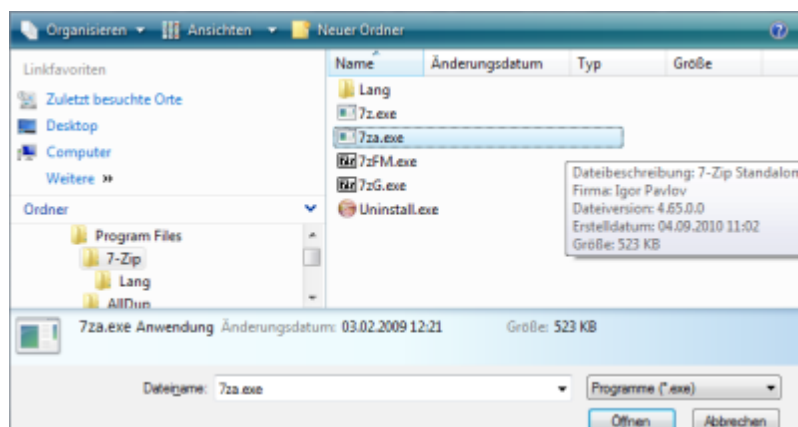 Organisieren Ansichten Neuer Ordner
Linkfavoriten
Zuletzt besuchte Orte
Desktop
Computer
Weitere »
Ordner
Program Files
7-Zip
Lang
AllDup
Name Änderungsdatum Typ Größe
Lang
7z.exe
7za.exe
7zFM.exe
7zG.exe
Uninstall.exe
Dateibeschreibung: 7-Zip Standalon
Firma: Igor Pavlov
Dateiversion: 4.65.0.0
Erstelldatum: 04.09.2010 11:02
Größe: 523 KB
7za.exe Anwendung Änderungsdatum: 03.02.2009 12:21 Größe: 523 KB
Dateiname: 7za.exe Programme (*.exe)
Öffnen Abbrechen